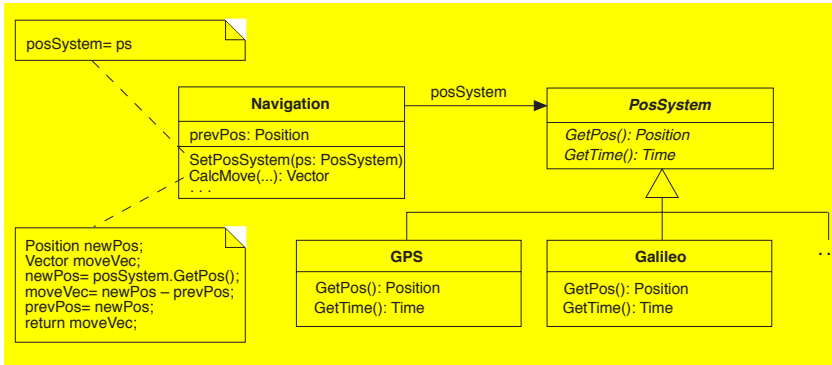 posSystem= ps
Navigation
prevPos: Position
SetPosSystem(ps: PosSystem)
CalcMove(...): Vector
. . .
posSystem
PosSystem
GetPos(): Position
GetTime(): Time
Position newPos;
Vector moveVec;
newPos= posSystem.GetPos();
moveVec= newPos – prevPos;
prevPos= newPos;
return moveVec;
GPS
GetPos(): Position
GetTime(): Time
Galileo
GetPos(): Position
GetTime(): Time
. .